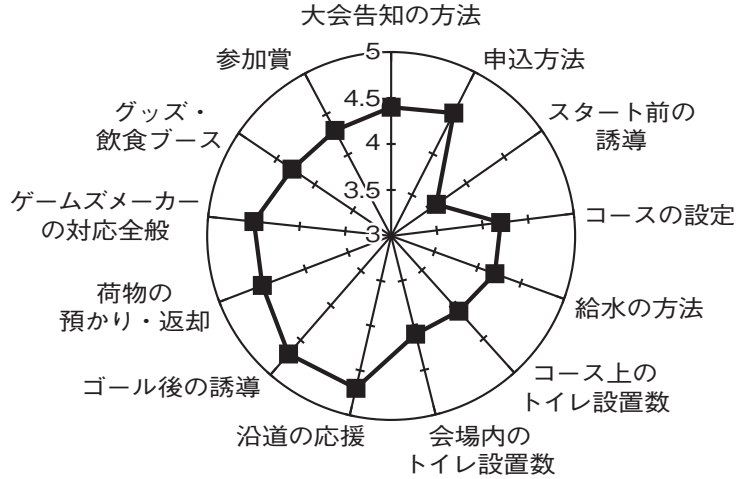 大会告知の方法
申込方法
スタート前の
誘導
コースの設定
給水の方法
コース上の
トイレ設置数
会場内の
トイレ設置数
沿道の応援
ゴール後の誘導
荷物の
預かり・返却
ゲームズメーカー
の対応全般
グッズ・
飲食ブース
参加賞
5
4.5
4
3.5
3